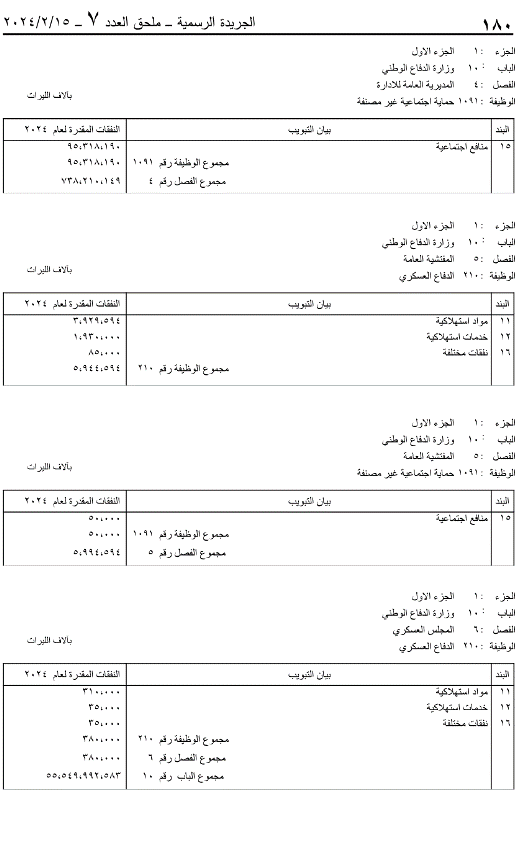 ١٨٠ الجريدة الرسمية – ملحق العدد ٧ – ٢٠٢٤/٢/١٥
الجزء : ١ الجزء الاول
الباب : ١٠ وزارة الدفاع الوطني
الفصل : ٤ المديرية العامة للادارة
الوظيفة : ١٠٩١ حماية اجتماعية غير مصنفة بآلاف الليرات
البند بيان التبويب النفقات المقدرة لعام ٢٠٢٤
١٥ منافع اجتماعية ٩٥،٣١٨،١٩٠
مجموع الوظيفة رقم ١٠٩١ ٩٥،٣١٨،١٩٠
مجموع الفصل رقم ٤ ٧٣٨،٢١٠،١٤٩
الجزء : ١ الجزء الاول
الباب : ١٠ وزارة الدفاع الوطني
الفصل : ٥ المفتشية العامة
الوظيفة : ٢١٠ الدفاع العسكري بآلاف الليرات
البند بيان التبويب النفقات المقدرة لعام ٢٠٢٤
١١ مواد استهلاكية ٣،٩٢٩،٥٩٤
١٢ خدمات استهلاكية ١،٩٣٠،٠٠٠
١٦ نفقات مختلفة ٨٥،٠٠٠
مجموع الوظيفة رقم ٢١٠ ٥،٩٤٤،٥٩٤
الجزء : ١ الجزء الاول
الباب : ١٠ وزارة الدفاع الوطني
الفصل : ٥ المفتشية العامة
الوظيفة : ١٠٩١ حماية اجتماعية غير مصنفة بآلاف الليرات
البند بيان التبويب النفقات المقدرة لعام ٢٠٢٤
١٥ منافع اجتماعية ٥٠،٠٠٠
مجموع الوظيفة رقم ١٠٩١ ٥٠،٠٠٠
مجموع الفصل رقم ٥ ٥،٩٩٤،٥٩٤
الجزء : ١ الجزء الاول
الباب : ١٠ وزارة الدفاع الوطني
الفصل : ٦ المجلس العسكري
الوظيفة : ٢١٠ الدفاع العسكري بآلاف الليرات
البند بيان التبويب النفقات المقدرة لعام ٢٠٢٤
١١ مواد استهلاكية ٣١٠،٠٠٠
١٢ خدمات استهلاكية ٣٥،٠٠٠
١٦ نفقات مختلفة ٣٥،٠٠٠
مجموع الوظيفة رقم ٢١٠ ٣٨٠،٠٠٠
مجموع الفصل رقم ٦ ٣٨٠،٠٠٠
مجموع الباب رقم ١٠ ٥٥،٥٤٩،٩٩٢،٥٨٣